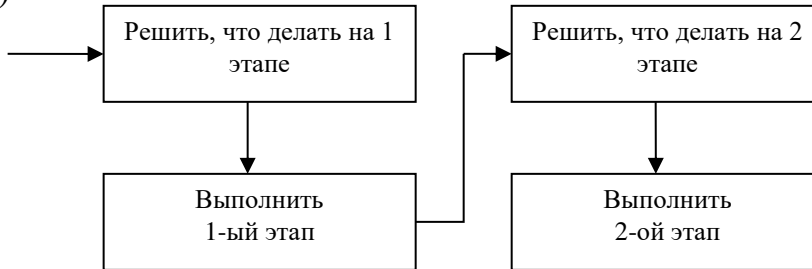 )
Решить, что делать на 1
этапе
Выполнить
1-ый этап
Решить, что делать на 2
этапе
Выполнить
2-ой этап